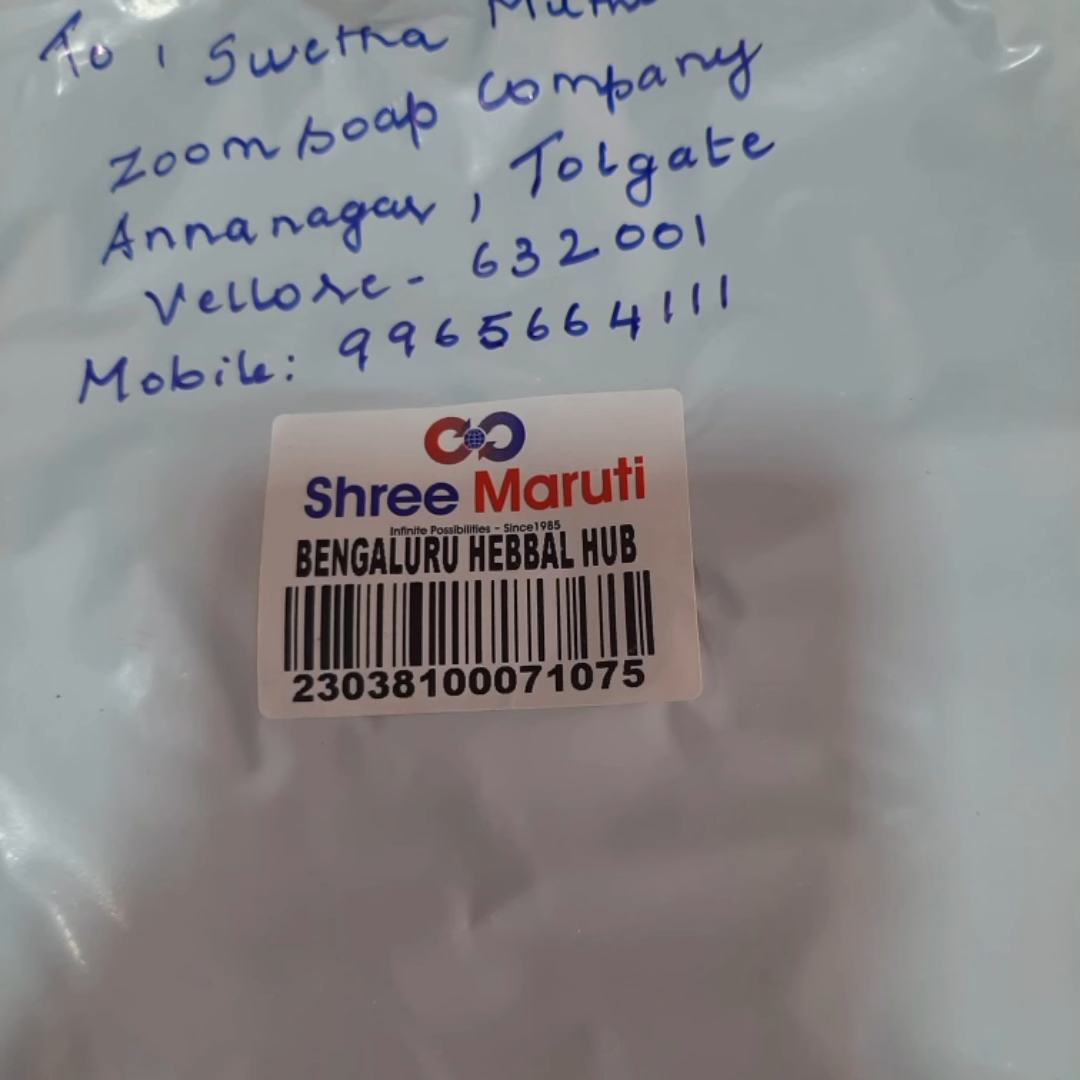 To, Swetha
Zoom soap Company
Annanagar, Tolgate
Vellore - 632001
Mobile: 9965664111
Shree Maruti
Infinite Possibilities - Since1985
BENGALURU HEBBAL HUB
23038100071075